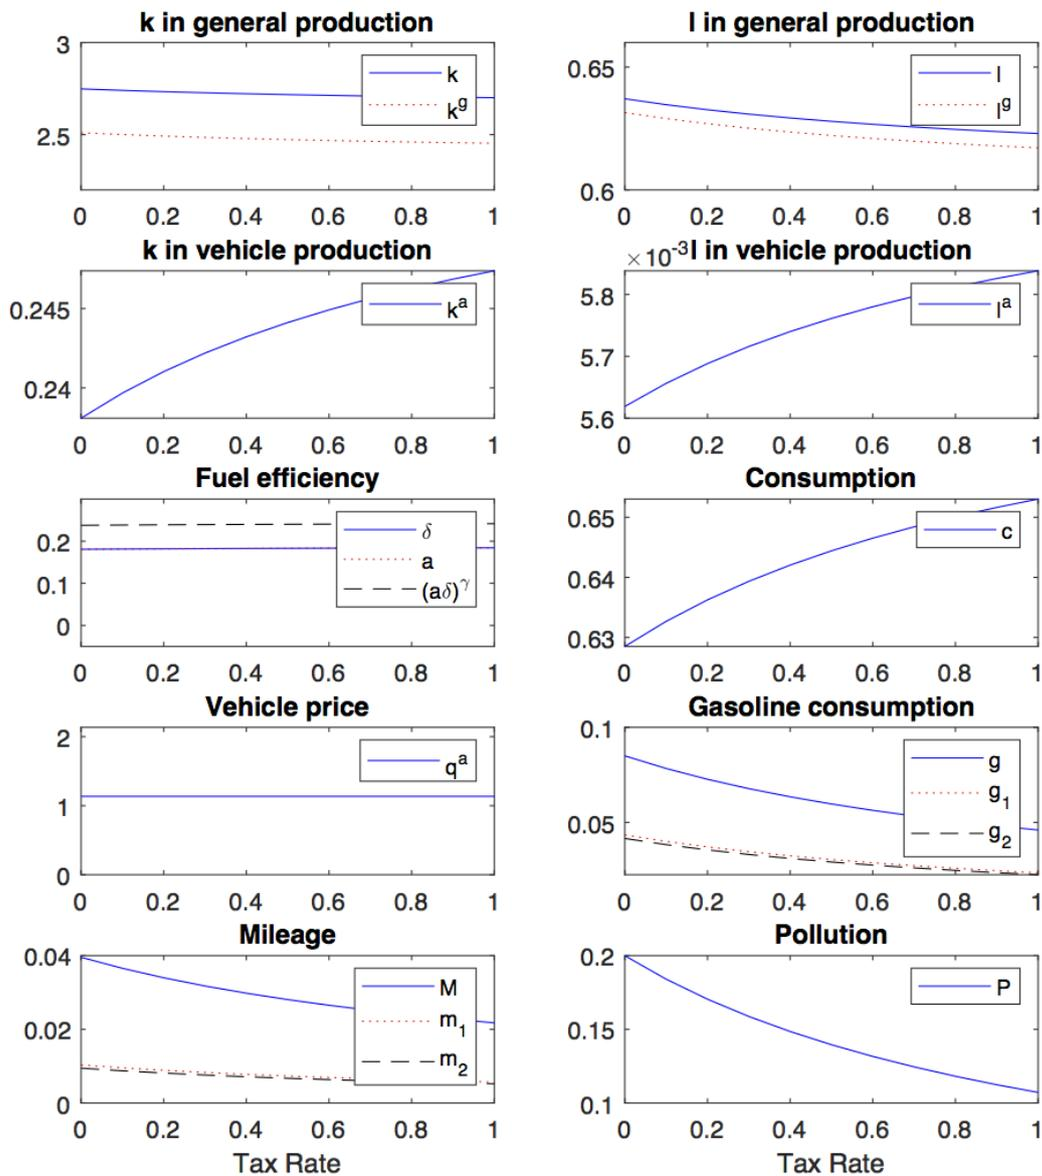 k in general production
3
2.5
k
k^g
0 0.2 0.4 0.6 0.8 1
l in general production
0.65
0.6
l
l^g
0 0.2 0.4 0.6 0.8 1
k in vehicle production
0.245
0.24
k^a
0 0.2 0.4 0.6 0.8 1
×10^-3 l in vehicle production
5.8
5.7
5.6
l^a
0 0.2 0.4 0.6 0.8 1
Fuel efficiency
0.2
0.1
0
δ
a
(aδ)^γ
0 0.2 0.4 0.6 0.8 1
Consumption
0.65
0.64
0.63
c
0 0.2 0.4 0.6 0.8 1
Vehicle price
2
1
0
q^a
0 0.2 0.4 0.6 0.8 1
Gasoline consumption
0.1
0.05
g
g_1
g_2
0 0.2 0.4 0.6 0.8 1
Mileage
0.04
0.02
0
M
m_1
m_2
0 0.2 0.4 0.6 0.8 1
Tax Rate
Pollution
0.2
0.15
0.1
P
0 0.2 0.4 0.6 0.8 1
Tax Rate